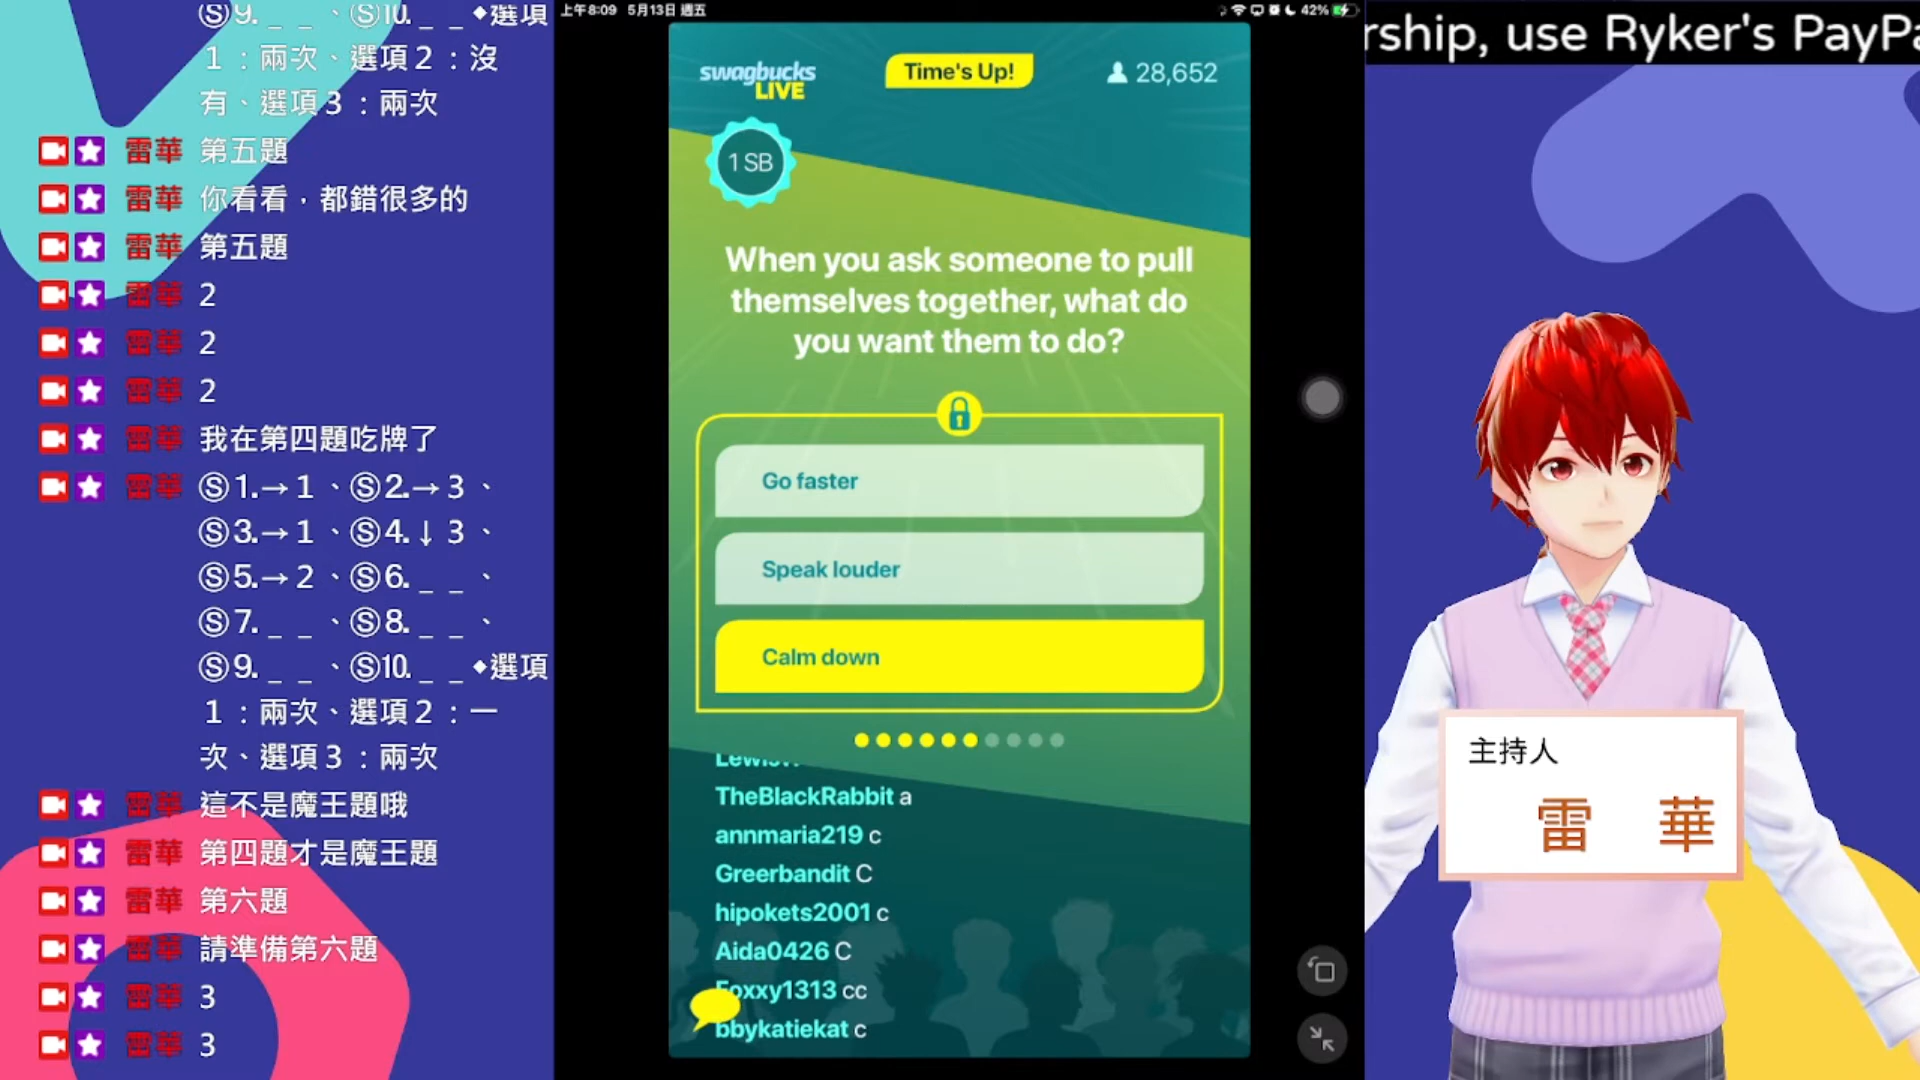 Ⓢ9. _ _ 、Ⓢ10. _ _ ◆選項
１：兩次、選項２：沒
有、選項３：兩次
雷華 第五題
雷華 你看看，都錯很多的
雷華 第五題
雷華 2
雷華 2
雷華 2
雷華 我在第四題吃牌了
雷華 Ⓢ1.→１、Ⓢ2.→３、
Ⓢ3.→１、Ⓢ4.↓３、
Ⓢ5.→２、Ⓢ6. _ _ 、
Ⓢ7. _ _ 、Ⓢ8. _ _ 、
Ⓢ9. _ _ 、Ⓢ10. _ _ ◆選項
１：兩次、選項２：一
次、選項３：兩次
雷華 這不是魔王題哦
雷華 第四題才是魔王題
雷華 第六題
雷華 請準備第六題
雷華 3
雷華 3
上午8:09 5月13日 週五
42%
swagbucks
LIVE
Time's Up!
28,652
1 SB
When you ask someone to pull
themselves together, what do
you want them to do?
Go faster
Speak louder
Calm down
TheBlackRabbit a
annmaria219 c
Greerbandit C
hipokets2001 c
Aida0426 C
Foxxy1313 cc
bbykatiekat c
rship, use Ryker's PayPa
主持人
雷 華